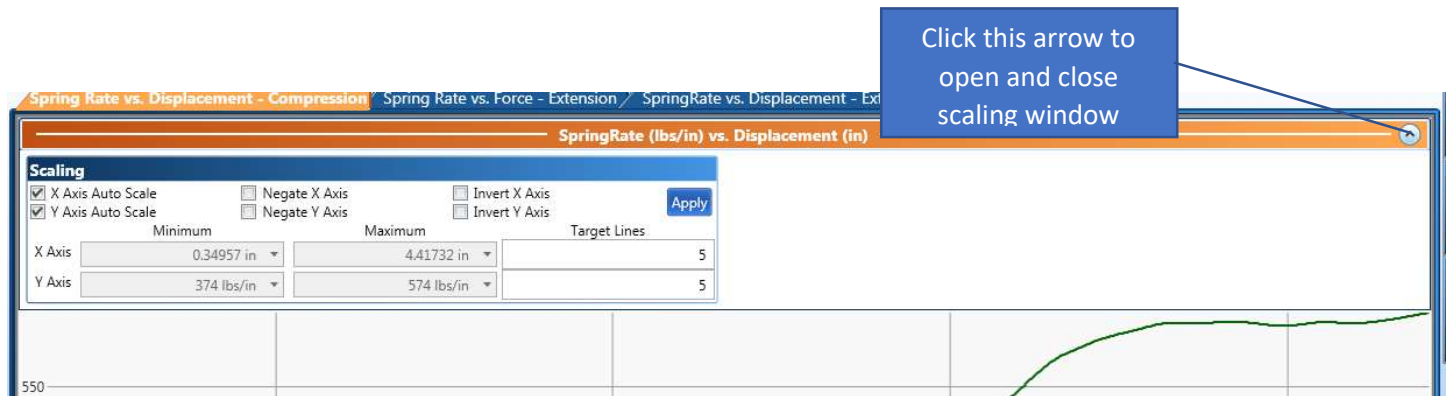 Click this arrow to
open and close
scaling window
Spring Rate vs. Displacement - Compression Spring Rate vs. Force - Extension SpringRate vs. Displacement - Ext
SpringRate (lbs/in) vs. Displacement (in)
Scaling
X Axis Auto Scale Negate X Axis Invert X Axis
Apply
Y Axis Auto Scale Negate Y Axis Invert Y Axis
Minimum Maximum Target Lines
X Axis 0.34957 in 4.41732 in 5
Y Axis 374 lbs/in 574 lbs/in 5
550